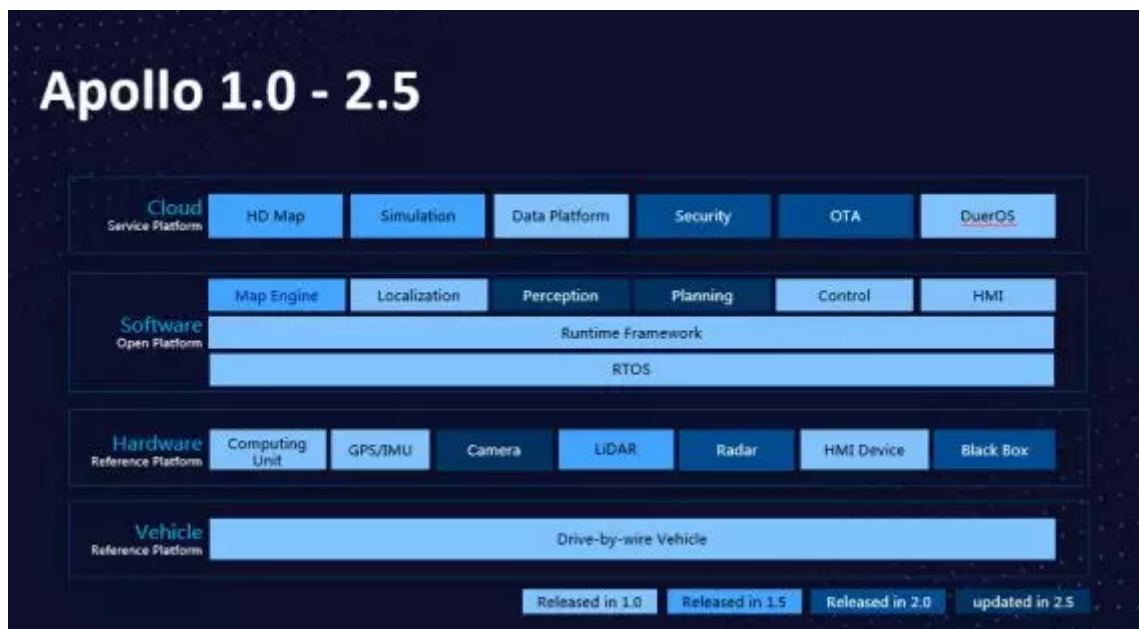 Apollo 1.0 - 2.5
Cloud
Service Platform
HD Map
Simulation
Data Platform
Security
OTA
DuerOS
Software
Open Platform
Map Engine
Localization
Perception
Planning
Control
HMI
Runtime Framework
RTOS
Hardware
Reference Platform
Computing
Unit
GPS/IMU
Camera
LiDAR
Radar
HMI Device
Black Box
Vehicle
Reference Platform
Drive-by-wire Vehicle
Released in 1.0
Released in 1.5
Released in 2.0
updated in 2.5